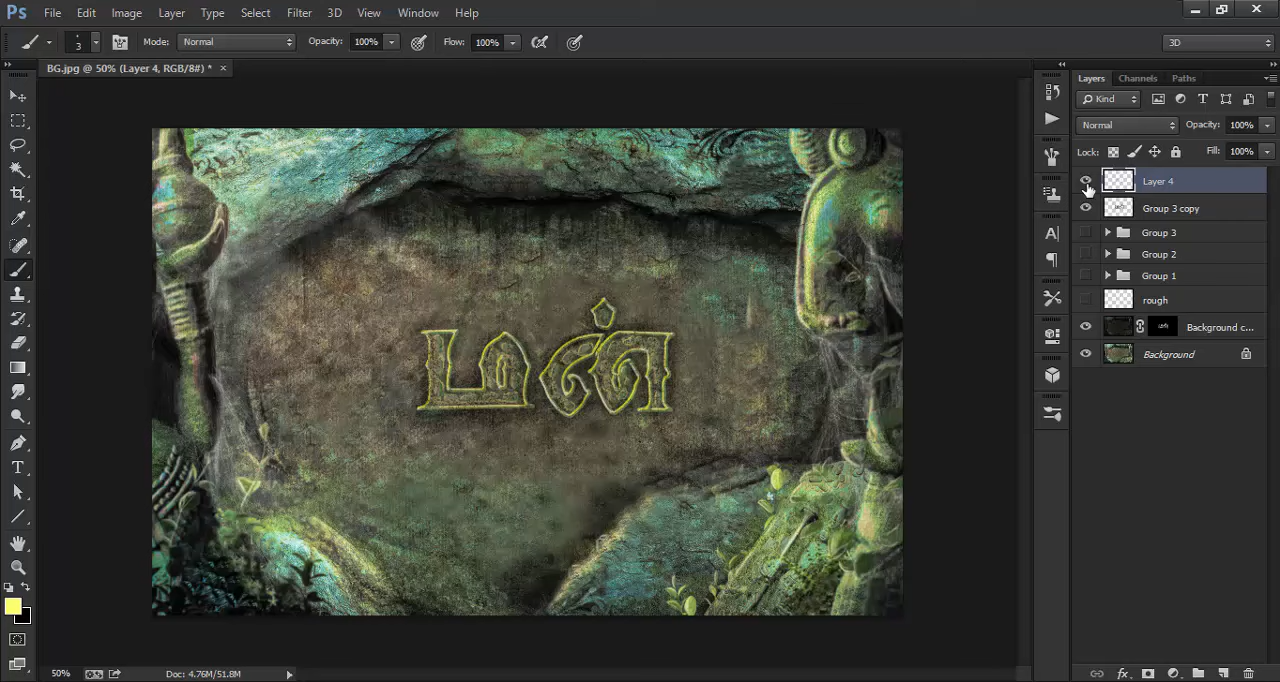 Ps File Edit Image Layer Type Select Filter 3D View Window Help
3 Mode: Normal Opacity: 100% Flow: 100% 3D
BG.jpg @ 50% (Layer 4, RGB/8#) * ×
Layers Channels Paths
Kind
Normal Opacity: 100%
Lock: Fill: 100%
Layer 4
Group 3 copy
Group 3
Group 2
Group 1
rough
Background c...
Background
மண்
50% Doc: 4.76M/51.8M